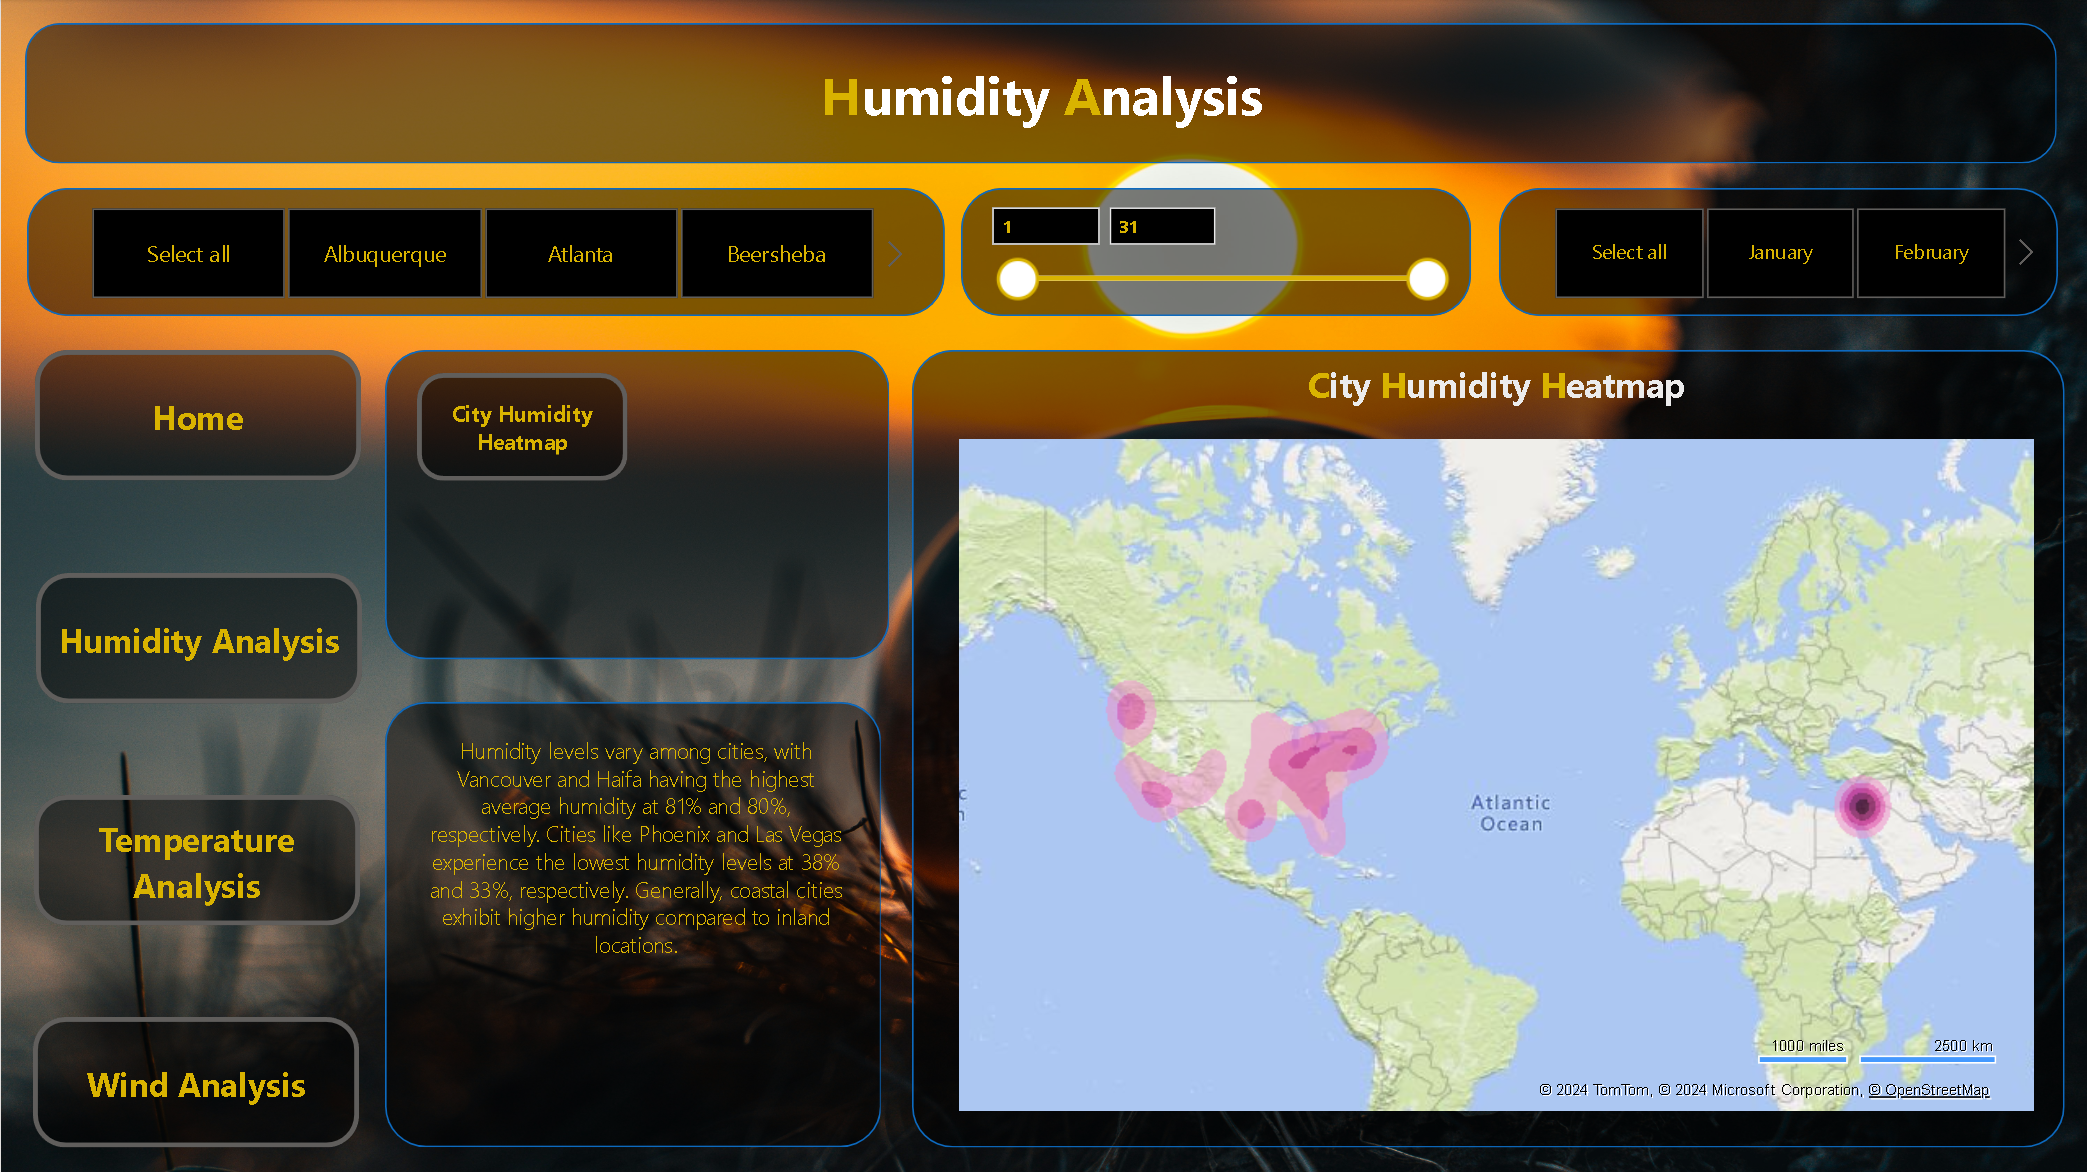 Humidity Analysis
Select all
Albuquerque
Atlanta
Beersheba
1
31
Select all
January
February
Home
Humidity Analysis
Temperature
Analysis
Wind Analysis
City Humidity
Heatmap
Humidity levels vary among cities, with
Vancouver and Haifa having the highest
average humidity at 81% and 80%,
respectively. Cities like Phoenix and Las Vegas
experience the lowest humidity levels at 38%
and 33%, respectively. Generally, coastal cities
exhibit higher humidity compared to inland
locations.
City Humidity Heatmap
Atlantic
Ocean
1000 miles
2500 km
© 2024 TomTom, © 2024 Microsoft Corporation, © OpenStreetMap